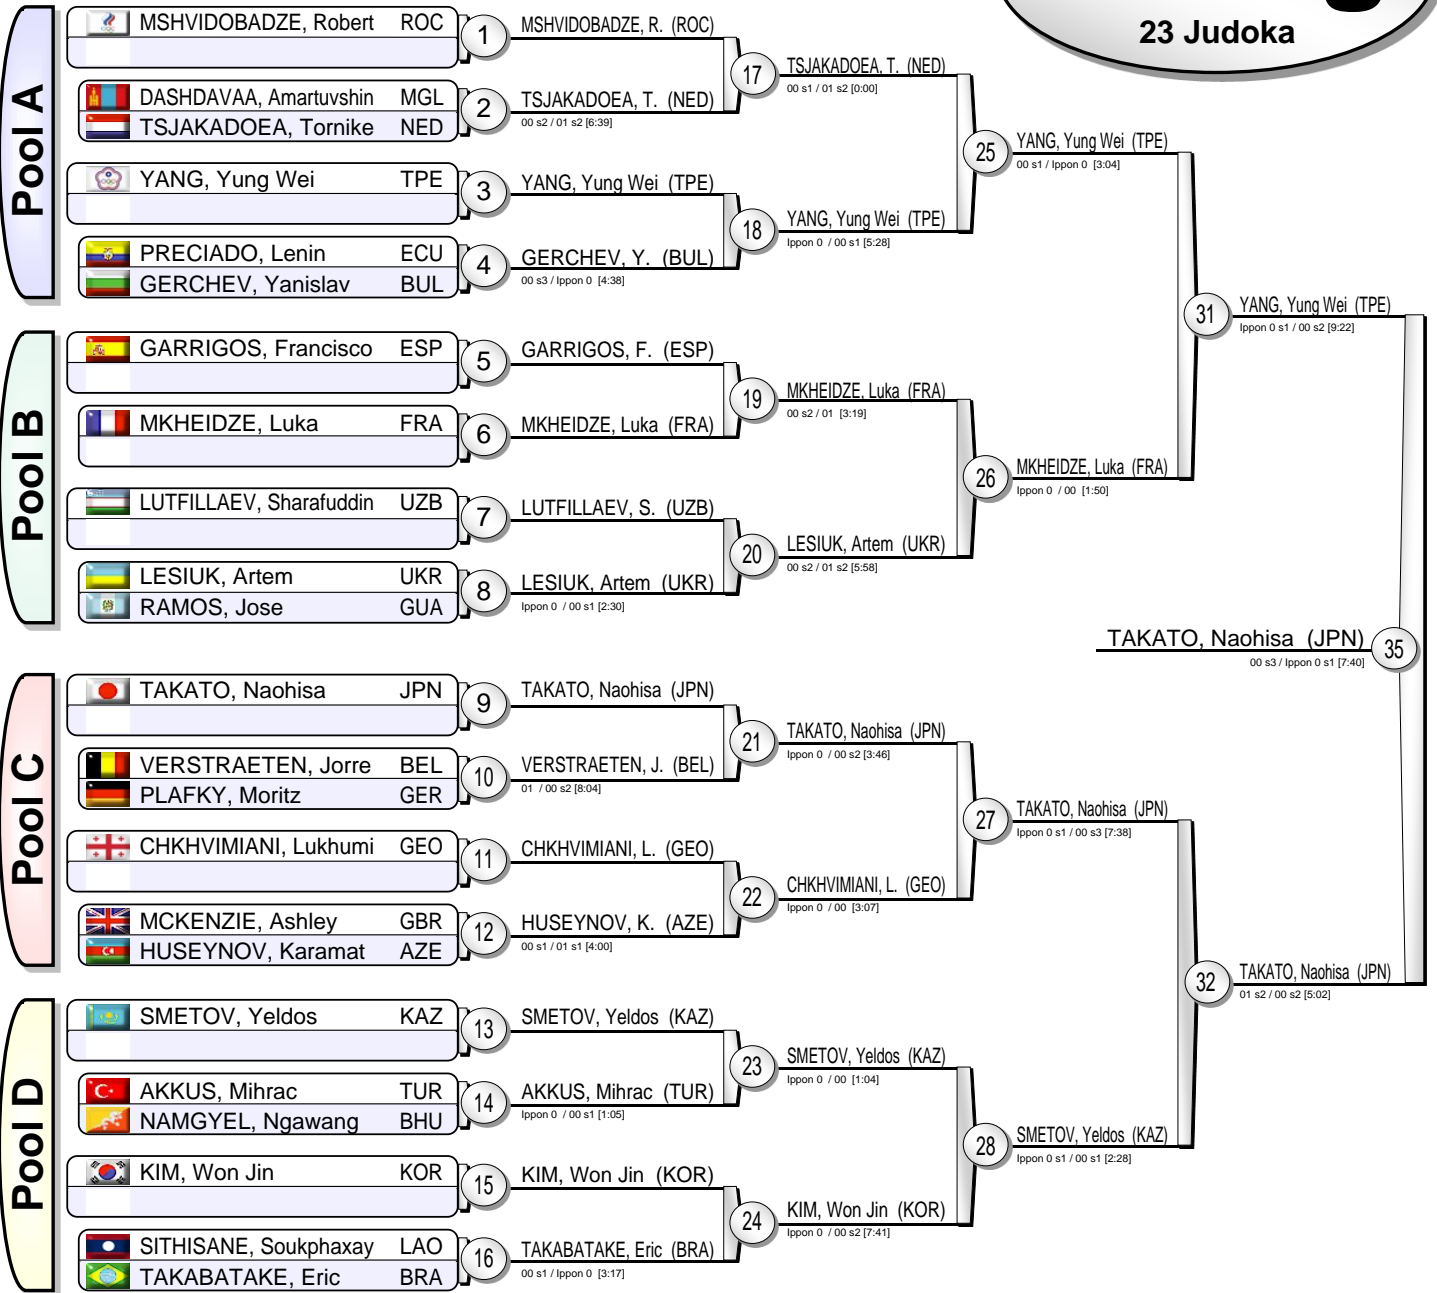 23 Judoka
Pool A
MSHVIDOBADZE, Robert ROC
1
DASHDAVAA, Amartuvshin MGL
TSJAKADOEA, Tornike NED
2
YANG, Yung Wei TPE
3
PRECIADO, Lenin ECU
GERCHEV, Yanislav BUL
4
Pool B
GARRIGOS, Francisco ESP
5
MKHEIDZE, Luka FRA
6
LUTFILLAEV, Sharafuddin UZB
7
LESIUK, Artem UKR
RAMOS, Jose GUA
8
Pool C
TAKATO, Naohisa JPN
9
VERSTRAETEN, Jorre BEL
PLAFKY, Moritz GER
10
CHKHVIMIANI, Lukhumi GEO
11
MCKENZIE, Ashley GBR
HUSEYNOV, Karamat AZE
12
Pool D
SMETOV, Yeldos KAZ
13
AKKUS, Mihrac TUR
NAMGYEL, Ngawang BHU
14
KIM, Won Jin KOR
15
SITHISANE, Soukphaxay LAO
TAKABATAKE, Eric BRA
16
MSHVIDOBADZE, R. (ROC)
TSJAKADOEA, T. (NED)
00 s2 / 01 s2 [6:39]
17
YANG, Yung Wei (TPE)
GERCHEV, Y. (BUL)
00 s3 / Ippon 0 [4:38]
18
GARRIGOS, F. (ESP)
MKHEIDZE, Luka (FRA)
19
LUTFILLAEV, S. (UZB)
LESIUK, Artem (UKR)
Ippon 0 / 00 s1 [2:30]
20
TAKATO, Naohisa (JPN)
VERSTRAETEN, J. (BEL)
01 / 00 s2 [8:04]
21
CHKHVIMIANI, L. (GEO)
HUSEYNOV, K. (AZE)
00 s1 / 01 s1 [4:00]
22
SMETOV, Yeldos (KAZ)
AKKUS, Mihrac (TUR)
Ippon 0 / 00 s1 [1:05]
23
KIM, Won Jin (KOR)
TAKABATAKE, Eric (BRA)
00 s1 / Ippon 0 [3:17]
24
TSJAKADOEA, T. (NED)
00 s1 / 01 s2 [0:00]
YANG, Yung Wei (TPE)
Ippon 0 / 00 s1 [5:28]
25
MKHEIDZE, Luka (FRA)
00 s2 / 01 [3:19]
LESIUK, Artem (UKR)
00 s2 / 01 s2 [5:58]
26
TAKATO, Naohisa (JPN)
Ippon 0 / 00 s2 [3:46]
CHKHVIMIANI, L. (GEO)
Ippon 0 / 00 [3:07]
27
SMETOV, Yeldos (KAZ)
Ippon 0 / 00 [1:04]
KIM, Won Jin (KOR)
Ippon 0 / 00 s2 [7:41]
28
YANG, Yung Wei (TPE)
00 s1 / Ippon 0 [3:04]
MKHEIDZE, Luka (FRA)
Ippon 0 / 00 [1:50]
31
TAKATO, Naohisa (JPN)
Ippon 0 s1 / 00 s3 [7:38]
SMETOV, Yeldos (KAZ)
Ippon 0 s1 / 00 s1 [2:28]
32
YANG, Yung Wei (TPE)
Ippon 0 s1 / 00 s2 [9:22]
TAKATO, Naohisa (JPN)
01 s2 / 00 s2 [5:02]
TAKATO, Naohisa (JPN)
00 s3 / Ippon 0 s1 [7:40]
35